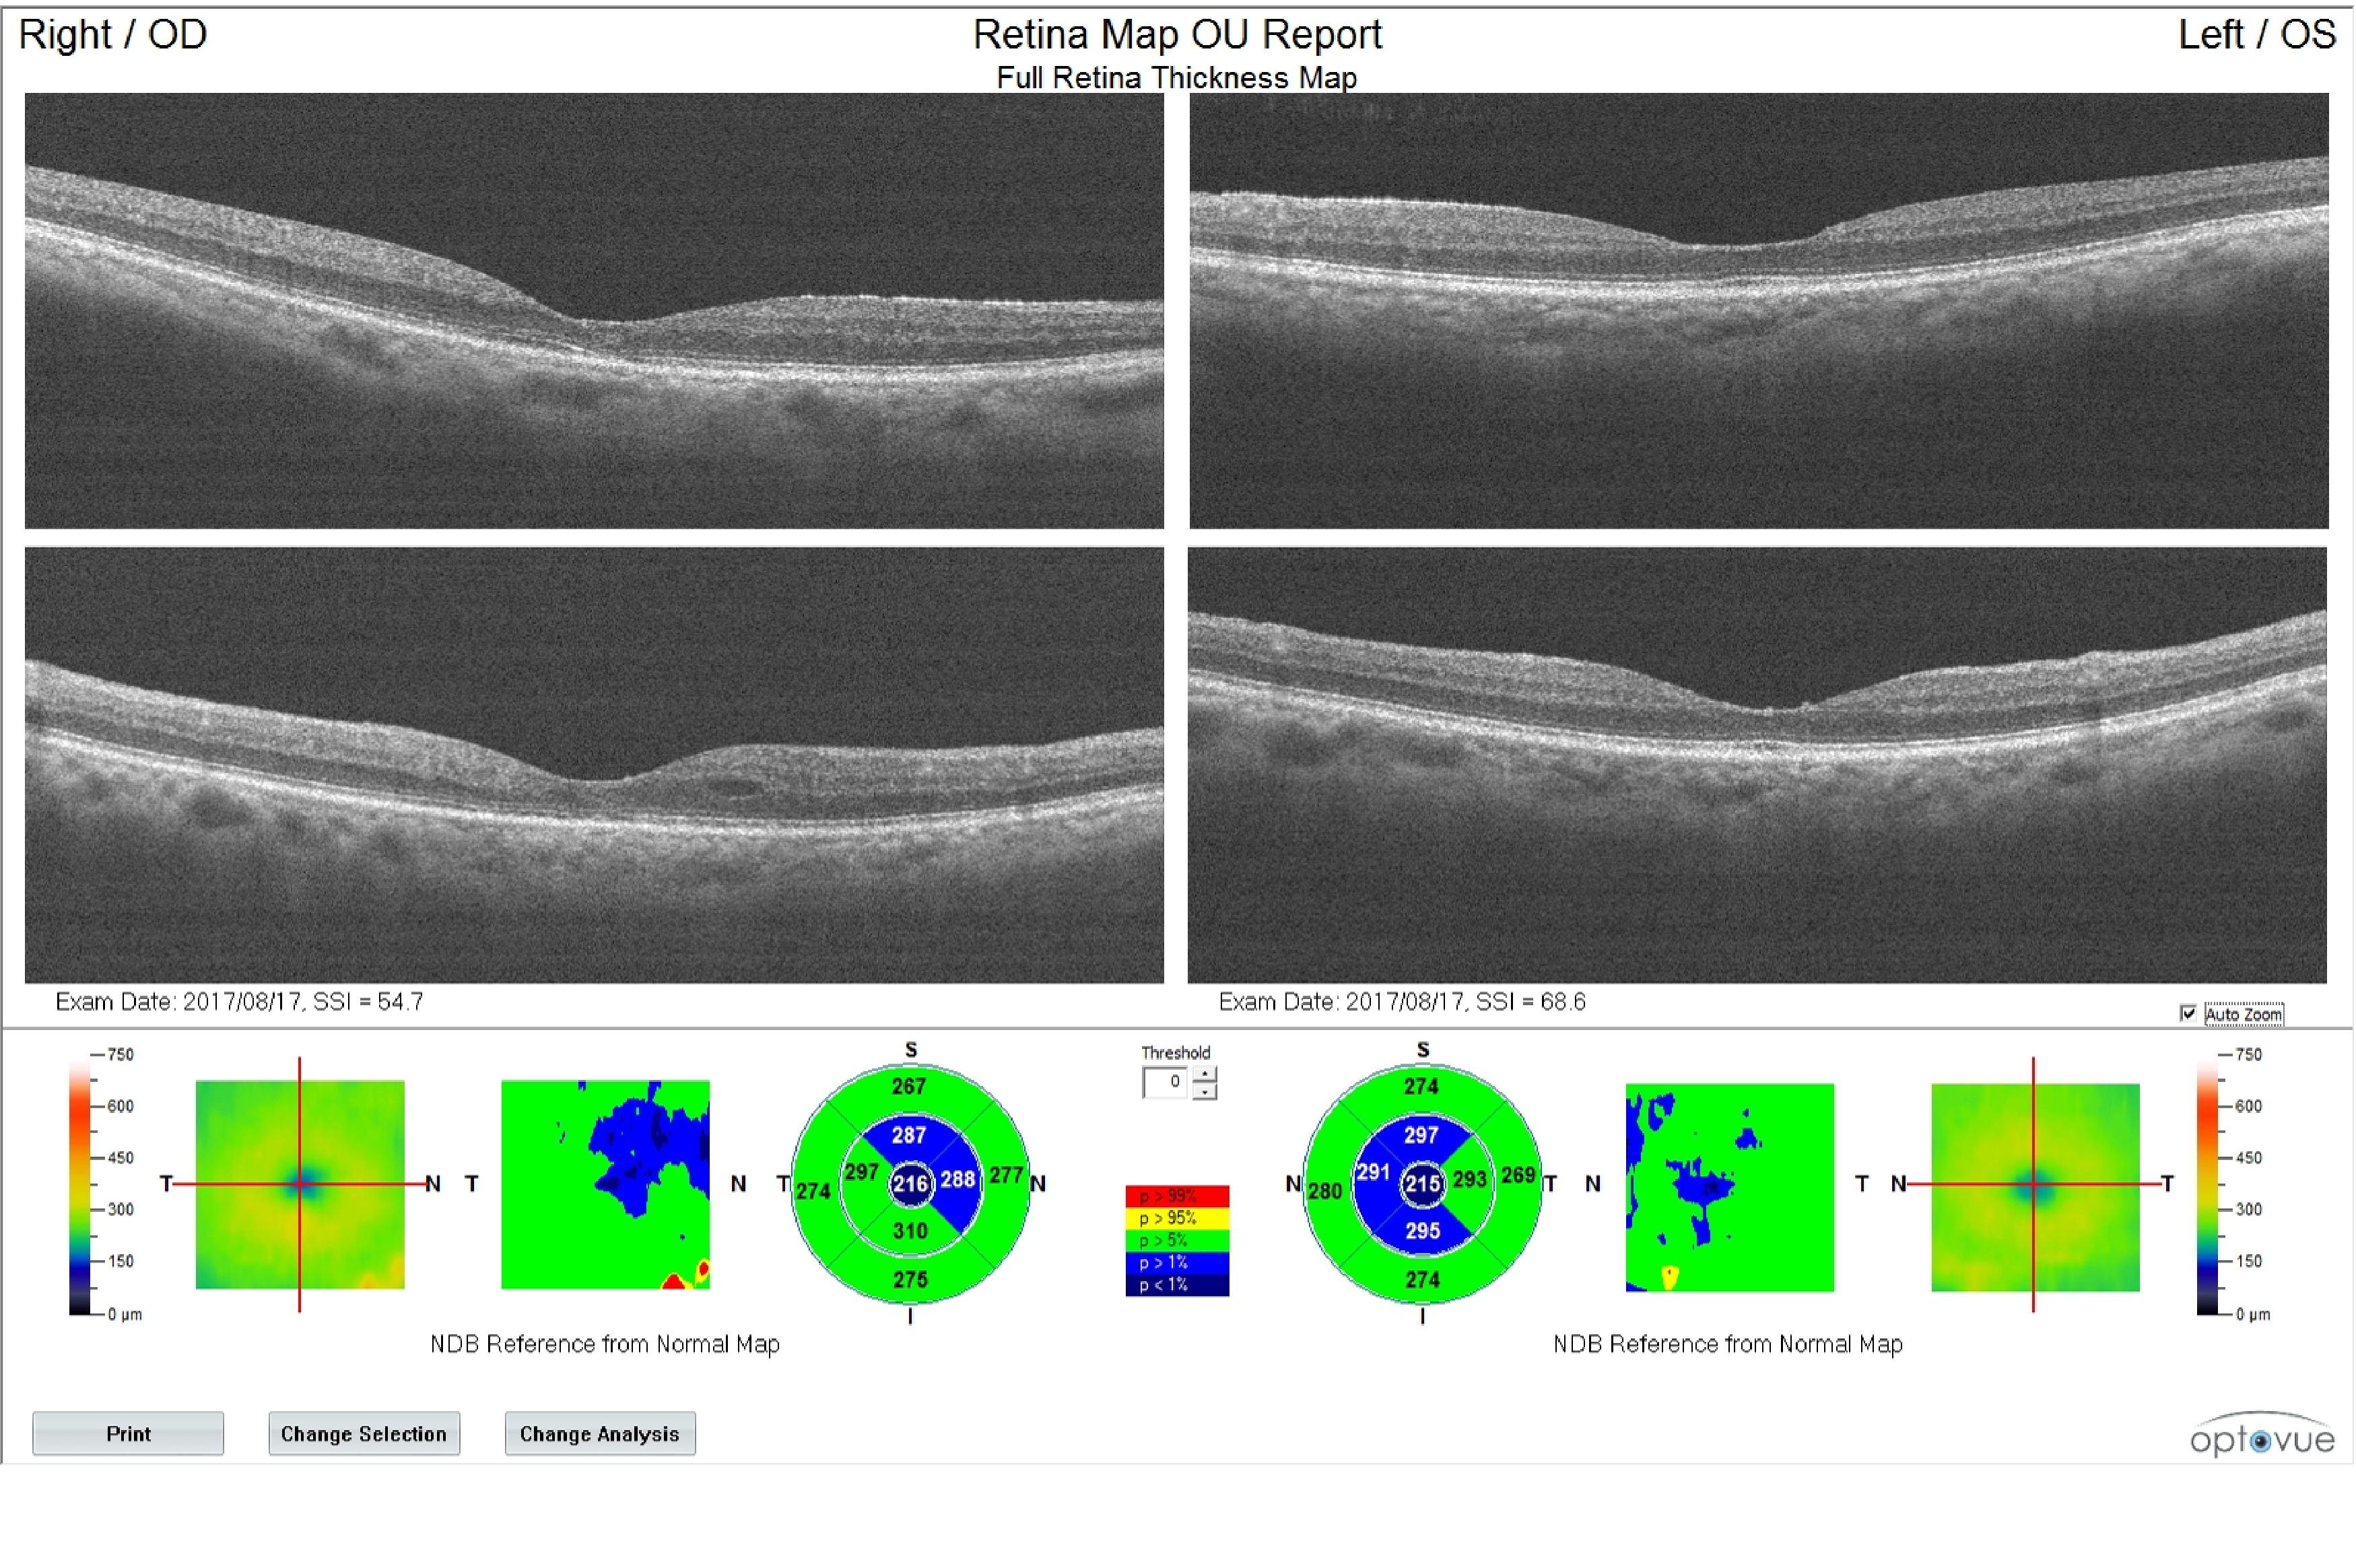 Right / OD
Retina Map OU Report
Left / OS
Full Retina Thickness Map
Exam Date: 2017/08/17, SSI = 54.7
Exam Date: 2017/08/17, SSI = 68.6
Auto Zoom
750
600
450
300
150
0 µm
T
N
T
N
S
267
287
274
297
216
288
277
310
275
T
N
I
Threshold
0
p > 99%
p > 95%
p > 5%
p > 1%
p < 1%
S
274
297
280
291
215
293
269
295
274
N
T
I
N
T
N
T
750
600
450
300
150
0 µm
NDB Reference from Normal Map
NDB Reference from Normal Map
Print
Change Selection
Change Analysis
optovue